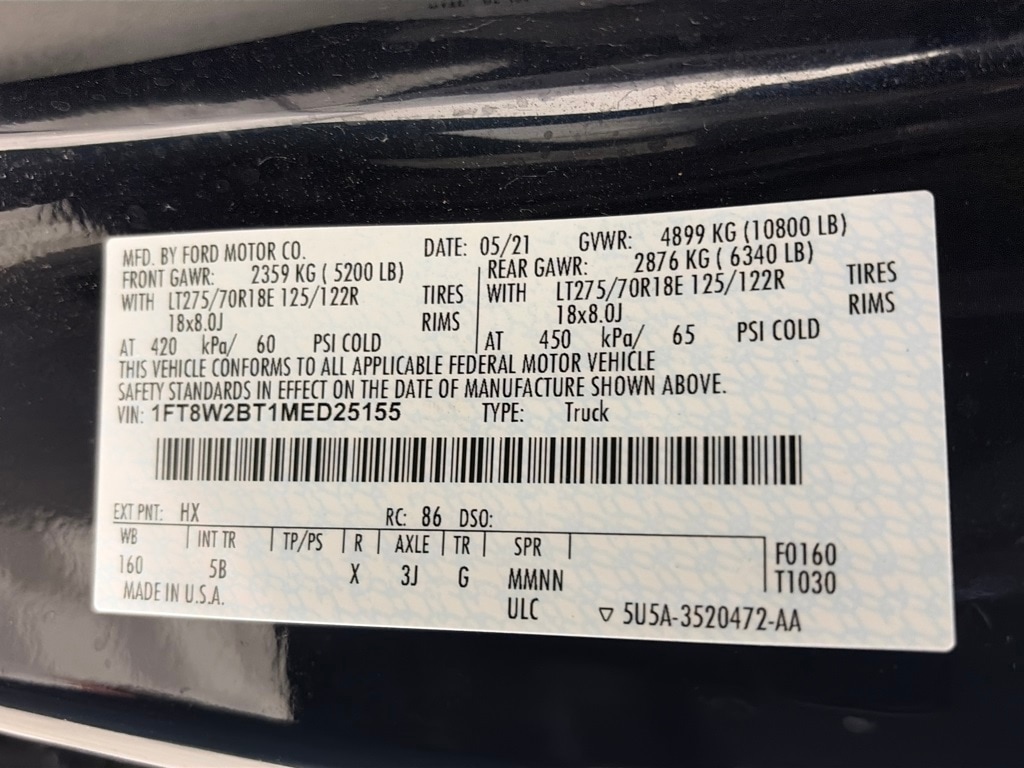 MFD. BY FORD MOTOR CO. DATE: 05/21 GVWR: 4899 KG (10800 LB)
FRONT GAWR: 2359 KG ( 5200 LB) REAR GAWR: 2876 KG ( 6340 LB)
WITH LT275/70R18E 125/122R TIRES WITH LT275/70R18E 125/122R TIRES
18x8.0J RIMS 18x8.0J RIMS
AT 420 kPa/ 60 PSI COLD AT 450 kPa/ 65 PSI COLD
THIS VEHICLE CONFORMS TO ALL APPLICABLE FEDERAL MOTOR VEHICLE
SAFETY STANDARDS IN EFFECT ON THE DATE OF MANUFACTURE SHOWN ABOVE.
VIN: 1FT8W2BT1MED25155 TYPE: Truck
EXT PNT: HX RC: 86 DSO:
WB INT TR TP/PS R AXLE TR SPR F0160
160 5B X 3J G MMNN T1030
MADE IN U.S.A. ULC ▽ 5U5A-3520472-AA